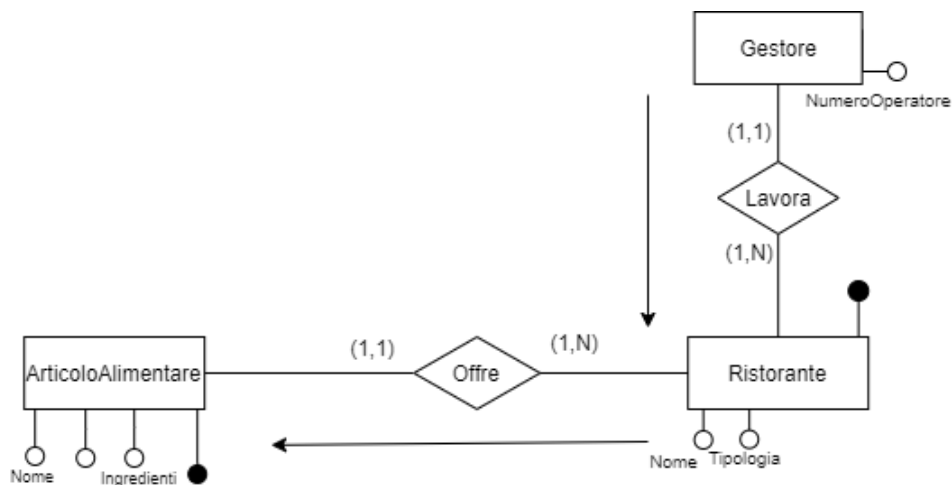 Gestore
NumeroOperatore
(1,1)
Lavora
(1,N)
(1,1)
Offre
(1,N)
ArticoloAlimentare
Ristorante
Nome
Ingredienti
Nome
Tipologia